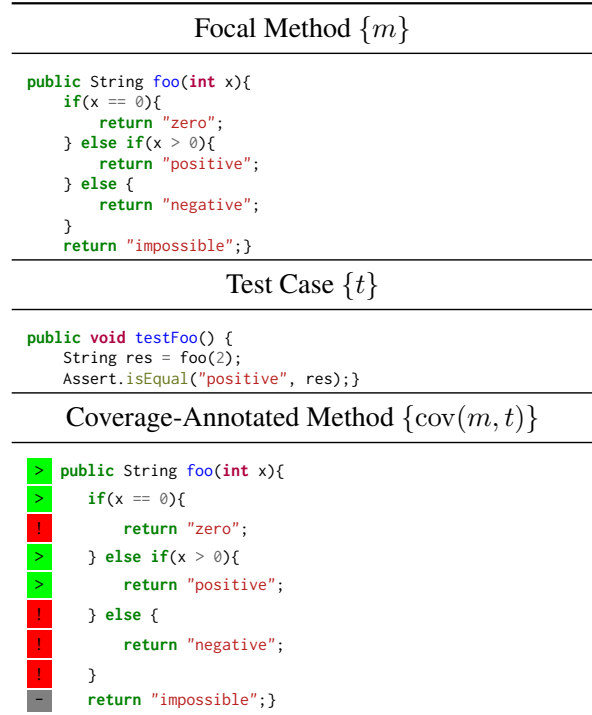 Focal Method {m}
public String foo(int x){
    if(x == 0){
        return "zero";
    } else if(x > 0){
        return "positive";
    } else {
        return "negative";
    }
    return "impossible";}
Test Case {t}
public void testFoo() {
    String res = foo(2);
    Assert.isEqual("positive", res);}
Coverage-Annotated Method {cov(m, t)}
> public String foo(int x){
>     if(x == 0){
!         return "zero";
>     } else if(x > 0){
>         return "positive";
!     } else {
!         return "negative";
!     }
-     return "impossible";}